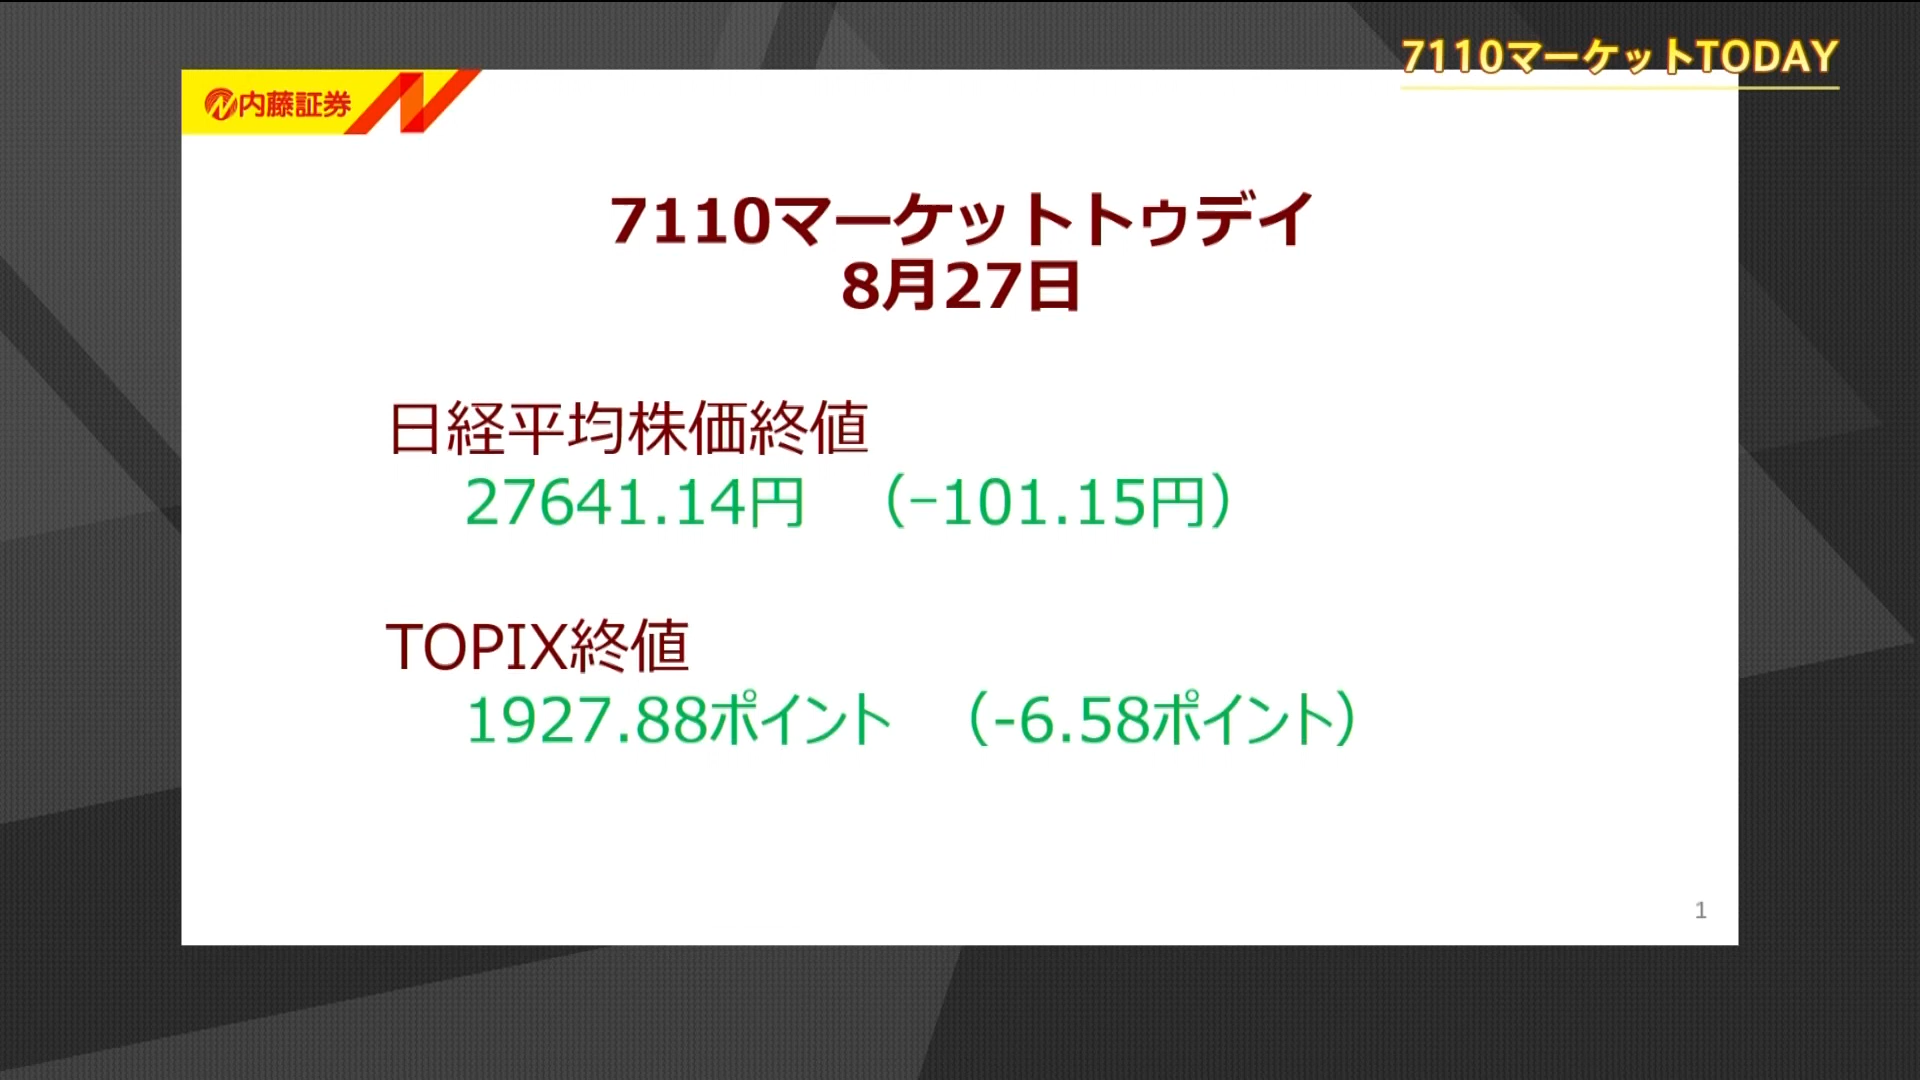 7110マーケットTODAY
内藤証券
7110マーケットトゥデイ
8月27日
日経平均株価終値
27641.14円 （-101.15円）
TOPIX終値
1927.88ポイント （-6.58ポイント）
1